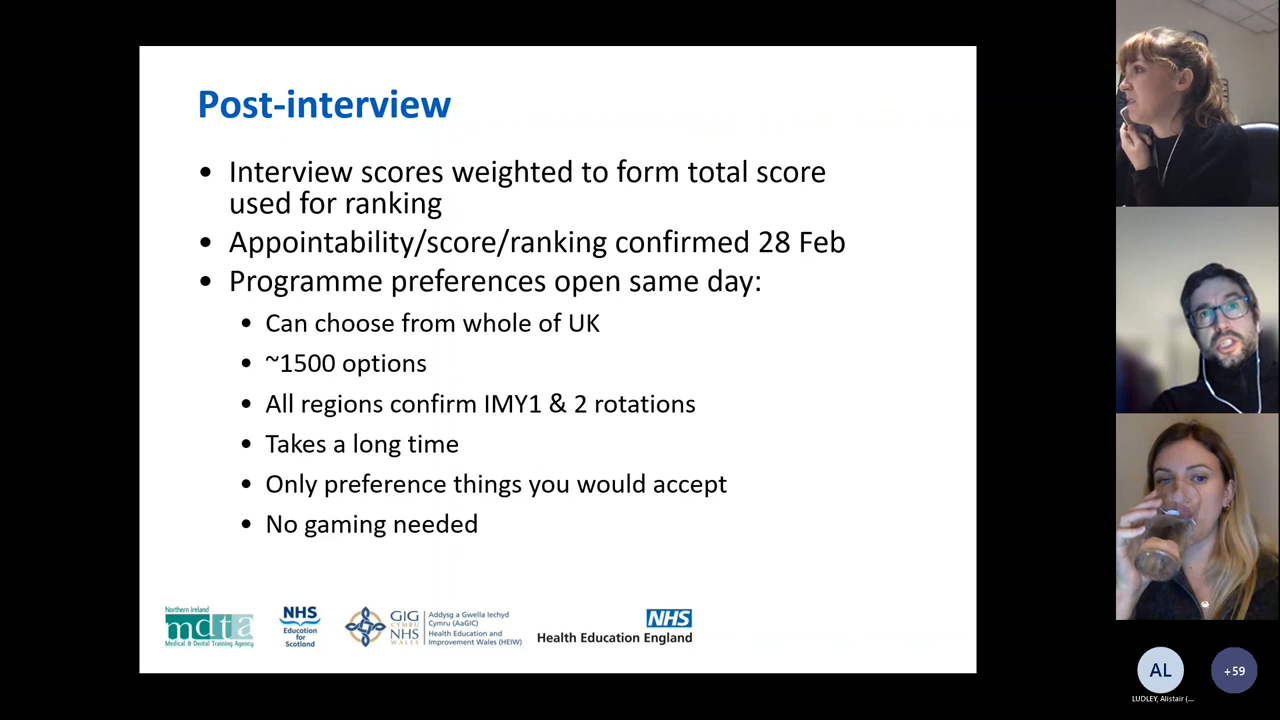 Post-interview
• Interview scores weighted to form total score
used for ranking
• Appointability/score/ranking confirmed 28 Feb
• Programme preferences open same day:
• Can choose from whole of UK
• ~1500 options
• All regions confirm IMY1 & 2 rotations
• Takes a long time
• Only preference things you would accept
• No gaming needed
Northern Ireland
mdta
Medical & Dental Training Agency
NHS
Education
for
Scotland
GIG
CYMRU
NHS
WALES
Addysg a Gwella Iechyd
Cymru (AaGIC)
Health Education and
Improvement Wales (HEIW)
NHS
Health Education England
AL
+59
LUDLEY, Alistair (...